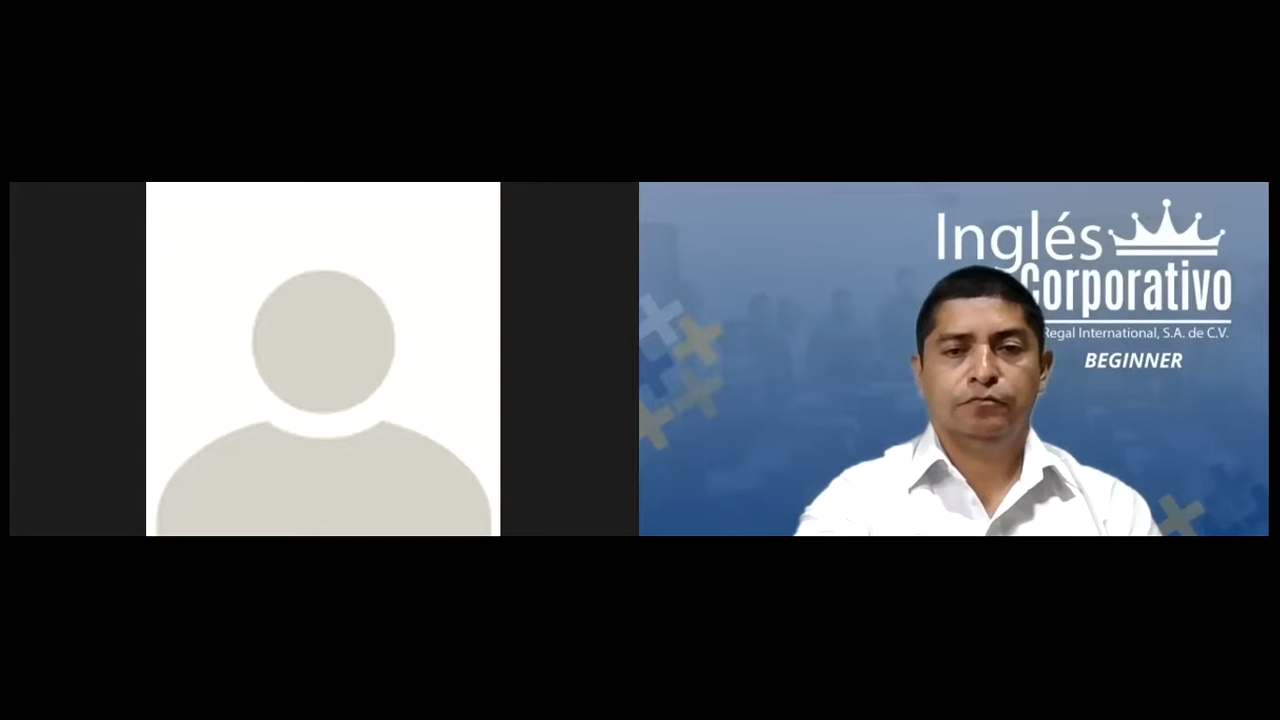 Inglés
Corporativo
Regal International, S.A. de C.V.
BEGINNER